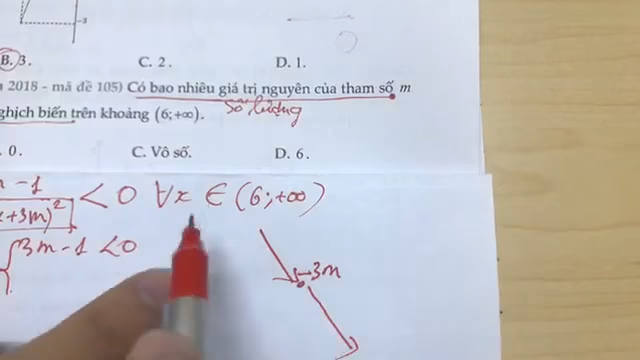 -3
B. 3. C. 2. D. 1.
2018 - mã đề 105) Có bao nhiêu giá trị nguyên của tham số m
nghịch biến trên khoảng (6;+∞). số lượng
0. C. Vô số. D. 6.
-1 < 0 ∀x ∈ (6;+∞)
+3m)²
{3m-1 < 0
-3m